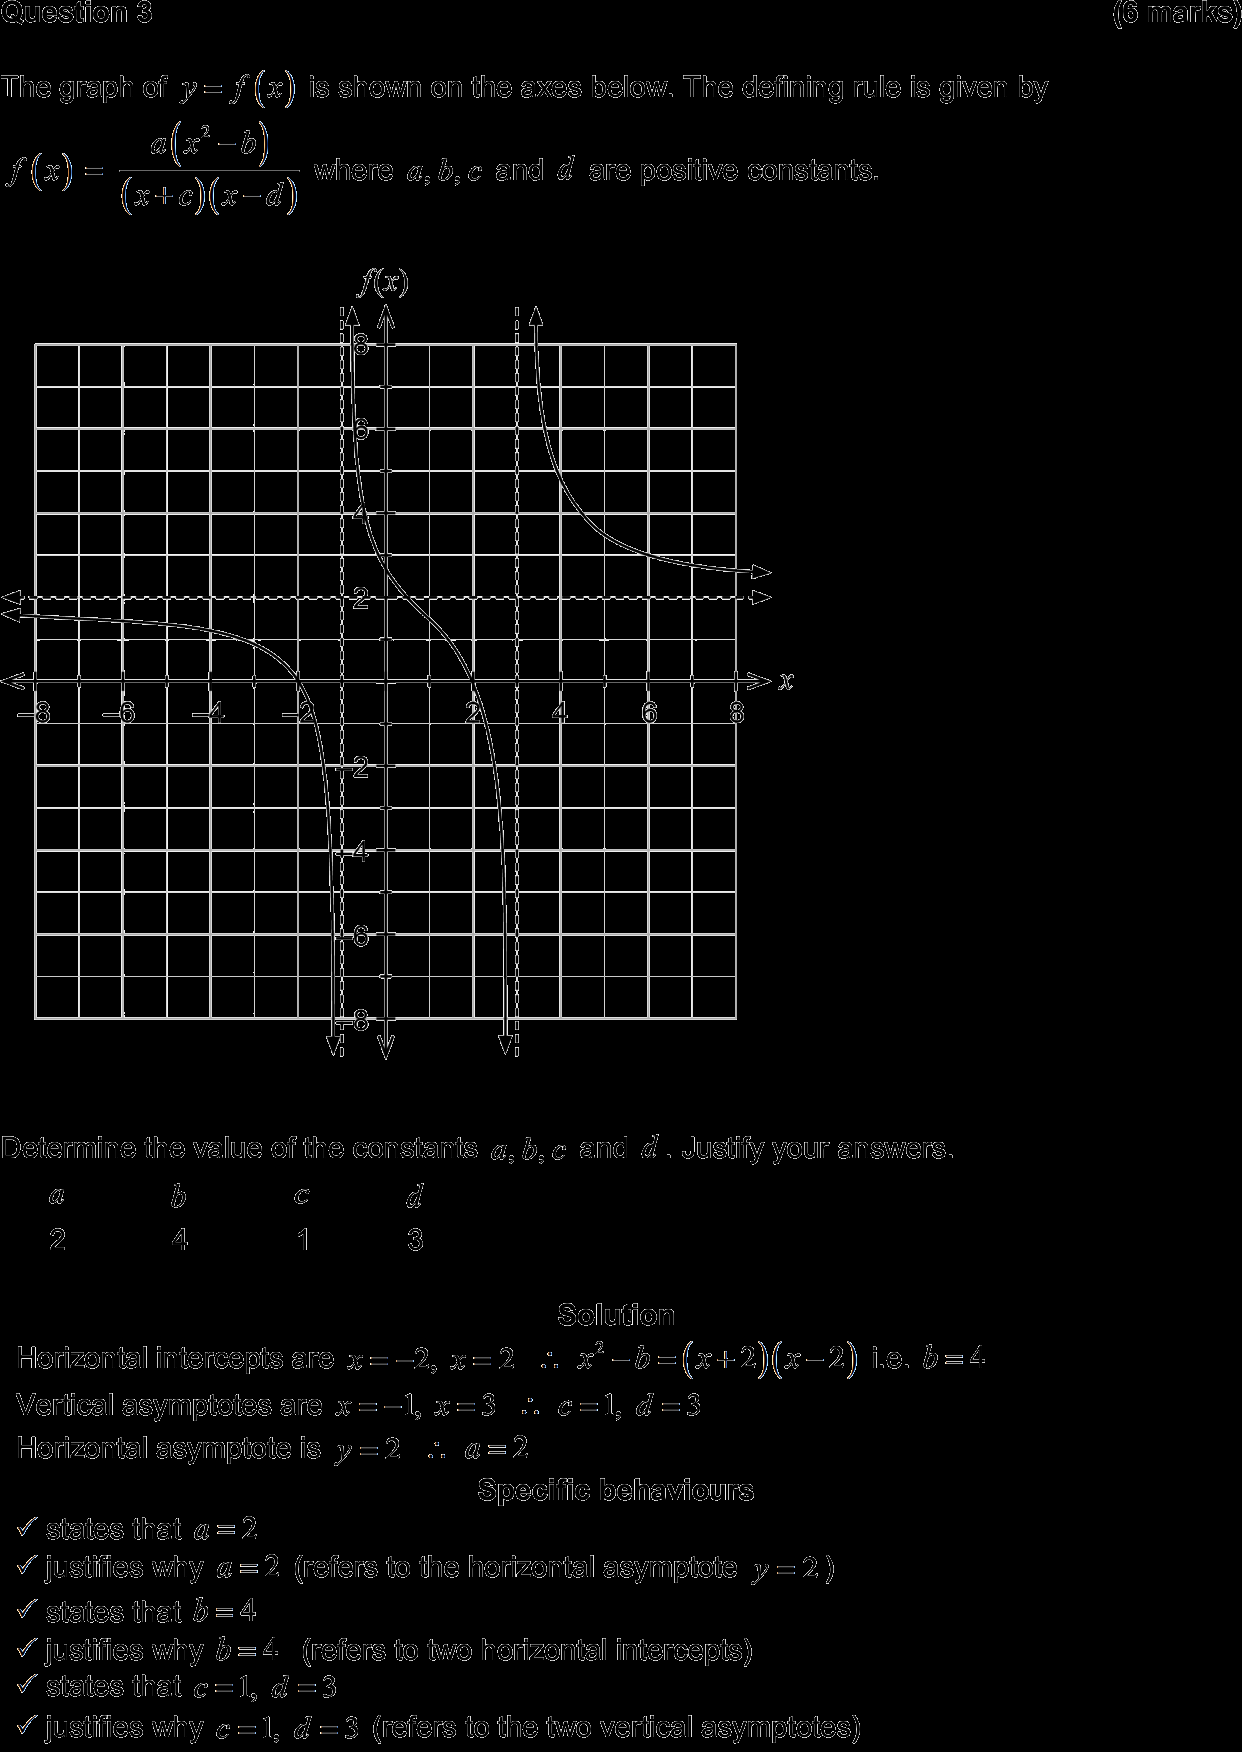 Question 3 (6 marks)
The graph of y = f(x) is shown on the axes below. The defining rule is given by
f(x) = a(x² − b) / (x + c)(x − d) where a, b, c and d are positive constants.
f(x)
8
6
4
2
x
−8 −6 −4 −2 2 4 6 8
−2
−4
−6
−8
Determine the value of the constants a, b, c and d. Justify your answers.
a b c d
2 4 1 3
Solution
Horizontal intercepts are x = −2, x = 2 ∴ x² − b = (x + 2)(x − 2) i.e. b = 4
Vertical asymptotes are x = −1, x = 3 ∴ c = 1, d = 3
Horizontal asymptote is y = 2 ∴ a = 2
Specific behaviours
✓ states that a = 2
✓ justifies why a = 2 (refers to the horizontal asymptote y = 2)
✓ states that b = 4
✓ justifies why b = 4 (refers to two horizontal intercepts)
✓ states that c = 1, d = 3
✓ justifies why c = 1, d = 3 (refers to the two vertical asymptotes)